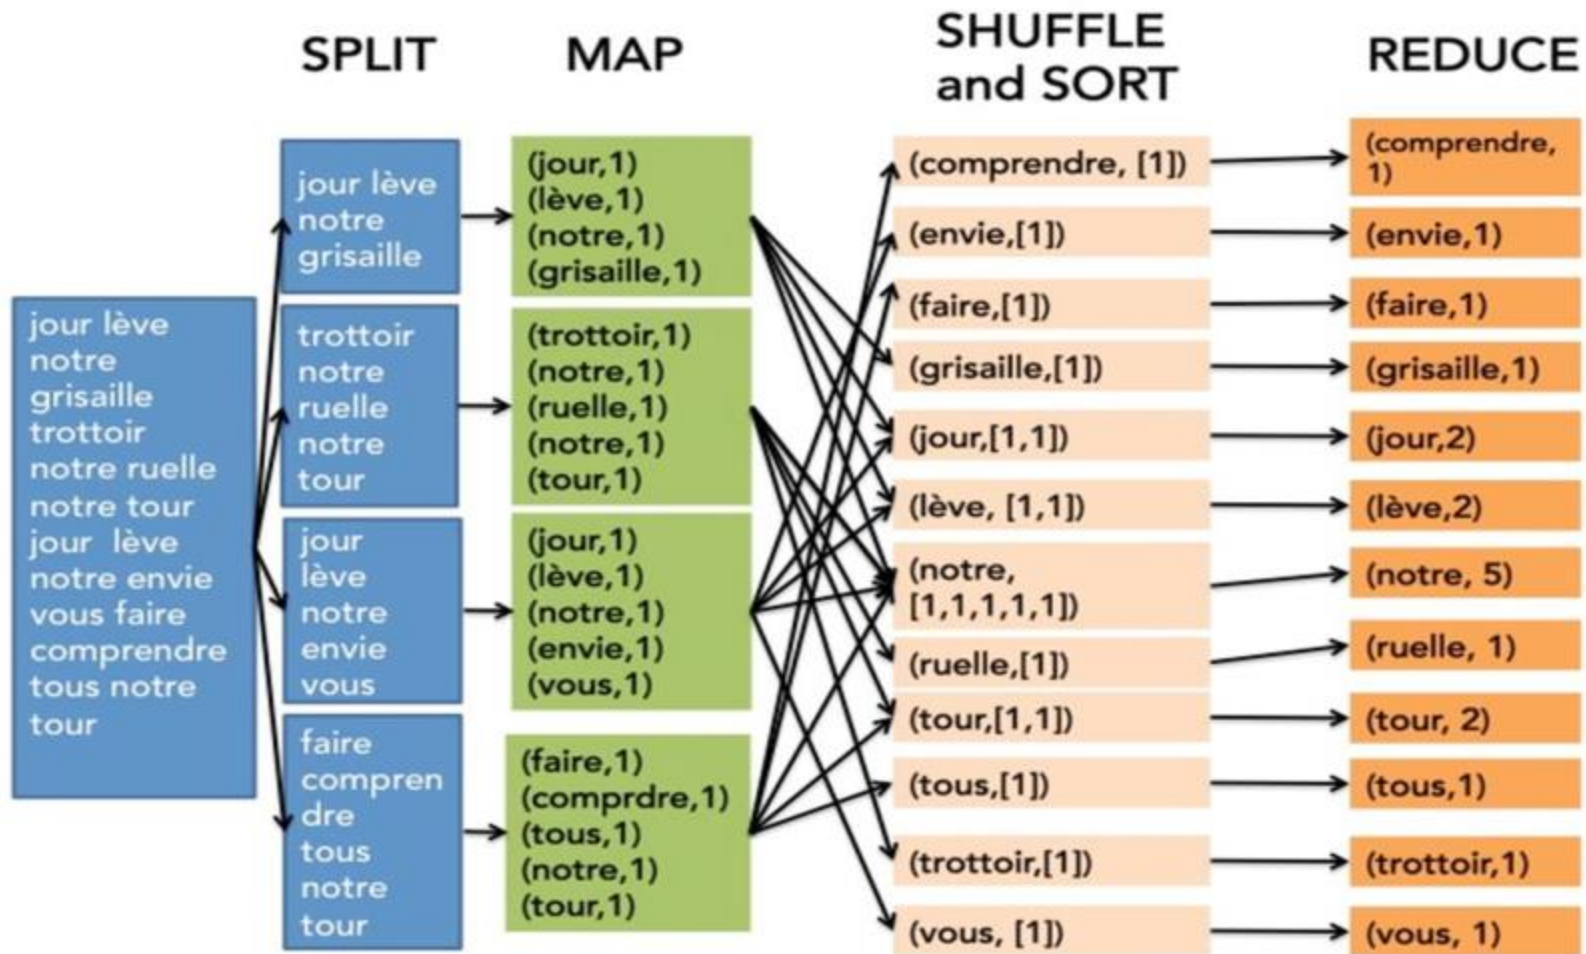 SPLIT
MAP
SHUFFLE
and SORT
REDUCE
jour lève
notre
grisaille
trottoir
notre ruelle
notre tour
jour lève
notre envie
vous faire
comprendre
tous notre
tour
jour lève
notre
grisaille
trottoir
notre
ruelle
notre
tour
jour
lève
notre
envie
vous
faire
compren
dre
tous
notre
tour
(jour,1)
(lève,1)
(notre,1)
(grisaille,1)
(trottoir,1)
(notre,1)
(ruelle,1)
(notre,1)
(tour,1)
(jour,1)
(lève,1)
(notre,1)
(envie,1)
(vous,1)
(faire,1)
(comprdre,1)
(tous,1)
(notre,1)
(tour,1)
(comprendre, [1])
(envie,[1])
(faire,[1])
(grisaille,[1])
(jour,[1,1])
(lève, [1,1])
(notre,
[1,1,1,1,1])
(ruelle,[1])
(tour,[1,1])
(tous,[1])
(trottoir,[1])
(vous, [1])
(comprendre,
1)
(envie,1)
(faire,1)
(grisaille,1)
(jour,2)
(lève,2)
(notre, 5)
(ruelle, 1)
(tour, 2)
(tous,1)
(trottoir,1)
(vous, 1)